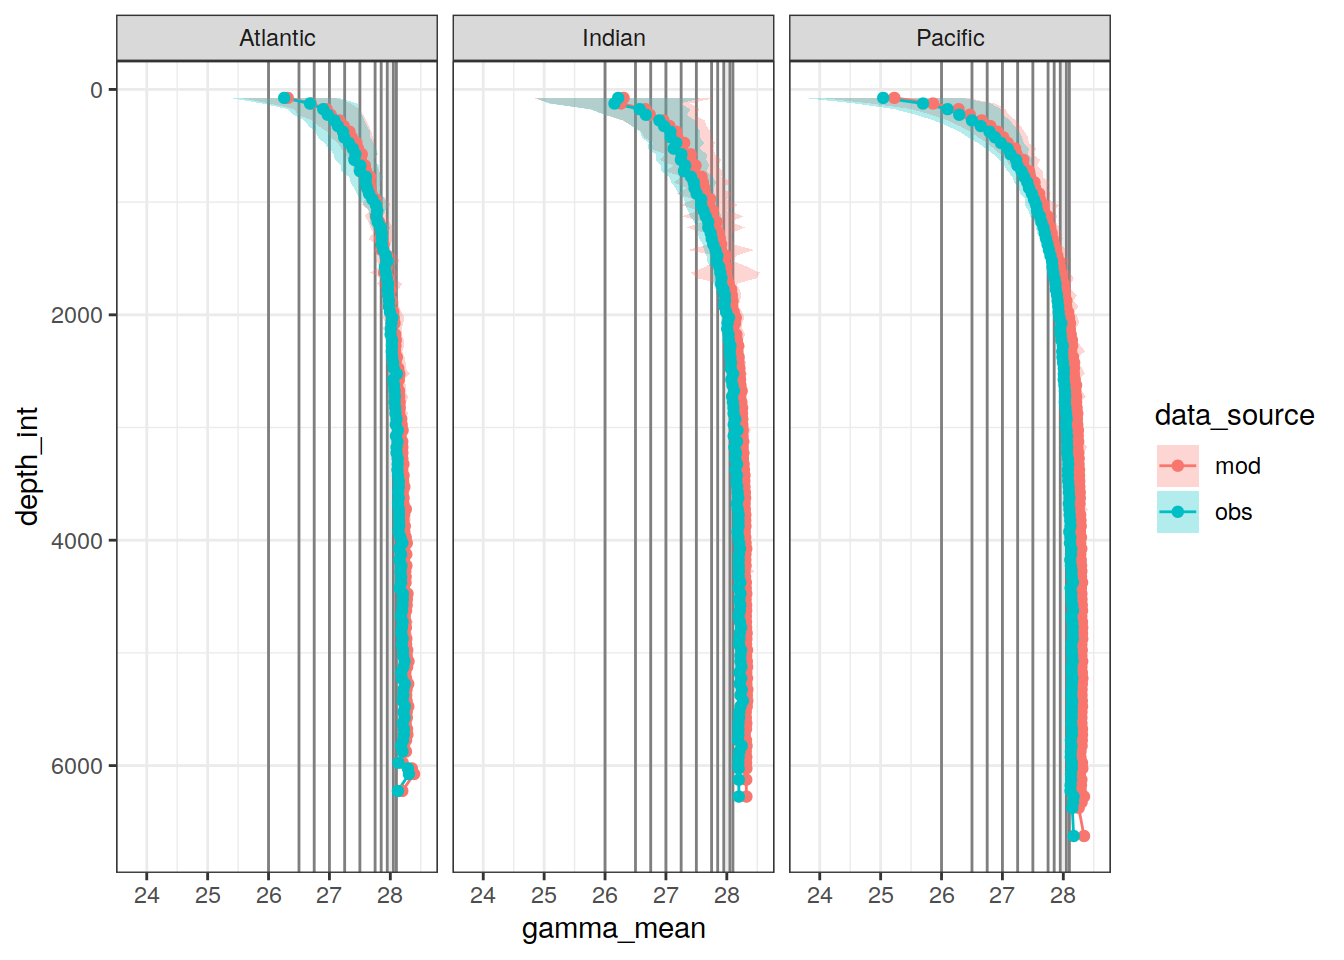 Atlantic Indian Pacific
0
2000
4000
6000
depth_int
24 25 26 27 28 24 25 26 27 28 24 25 26 27 28
gamma_mean
data_source
mod
obs